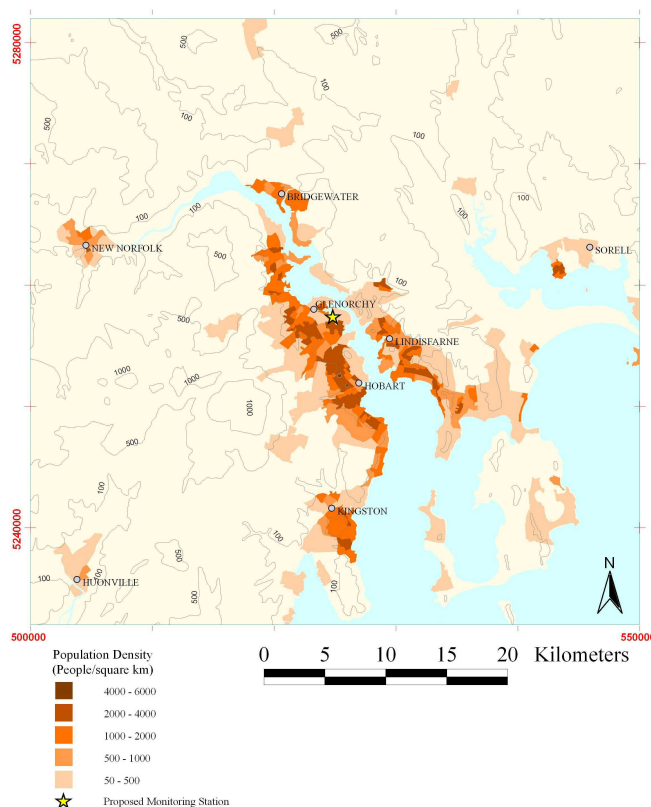 5280000
500
500
100
100
500
100
100
100
100
BRIDGEWATER
NEW NORFOLK
SORELL
500
100
GLENORCHY
500
LINDISFARNE
1000
1000
HOBART
1000
500
100
KINGSTON
5240000
100
500
100
100
HUONVILLE
500
100
N
500000
550000
Population Density
(People/square km)
0 5 10 15 20 Kilometers
4000 - 6000
2000 - 4000
1000 - 2000
500 - 1000
50 - 500
Proposed Monitoring Station